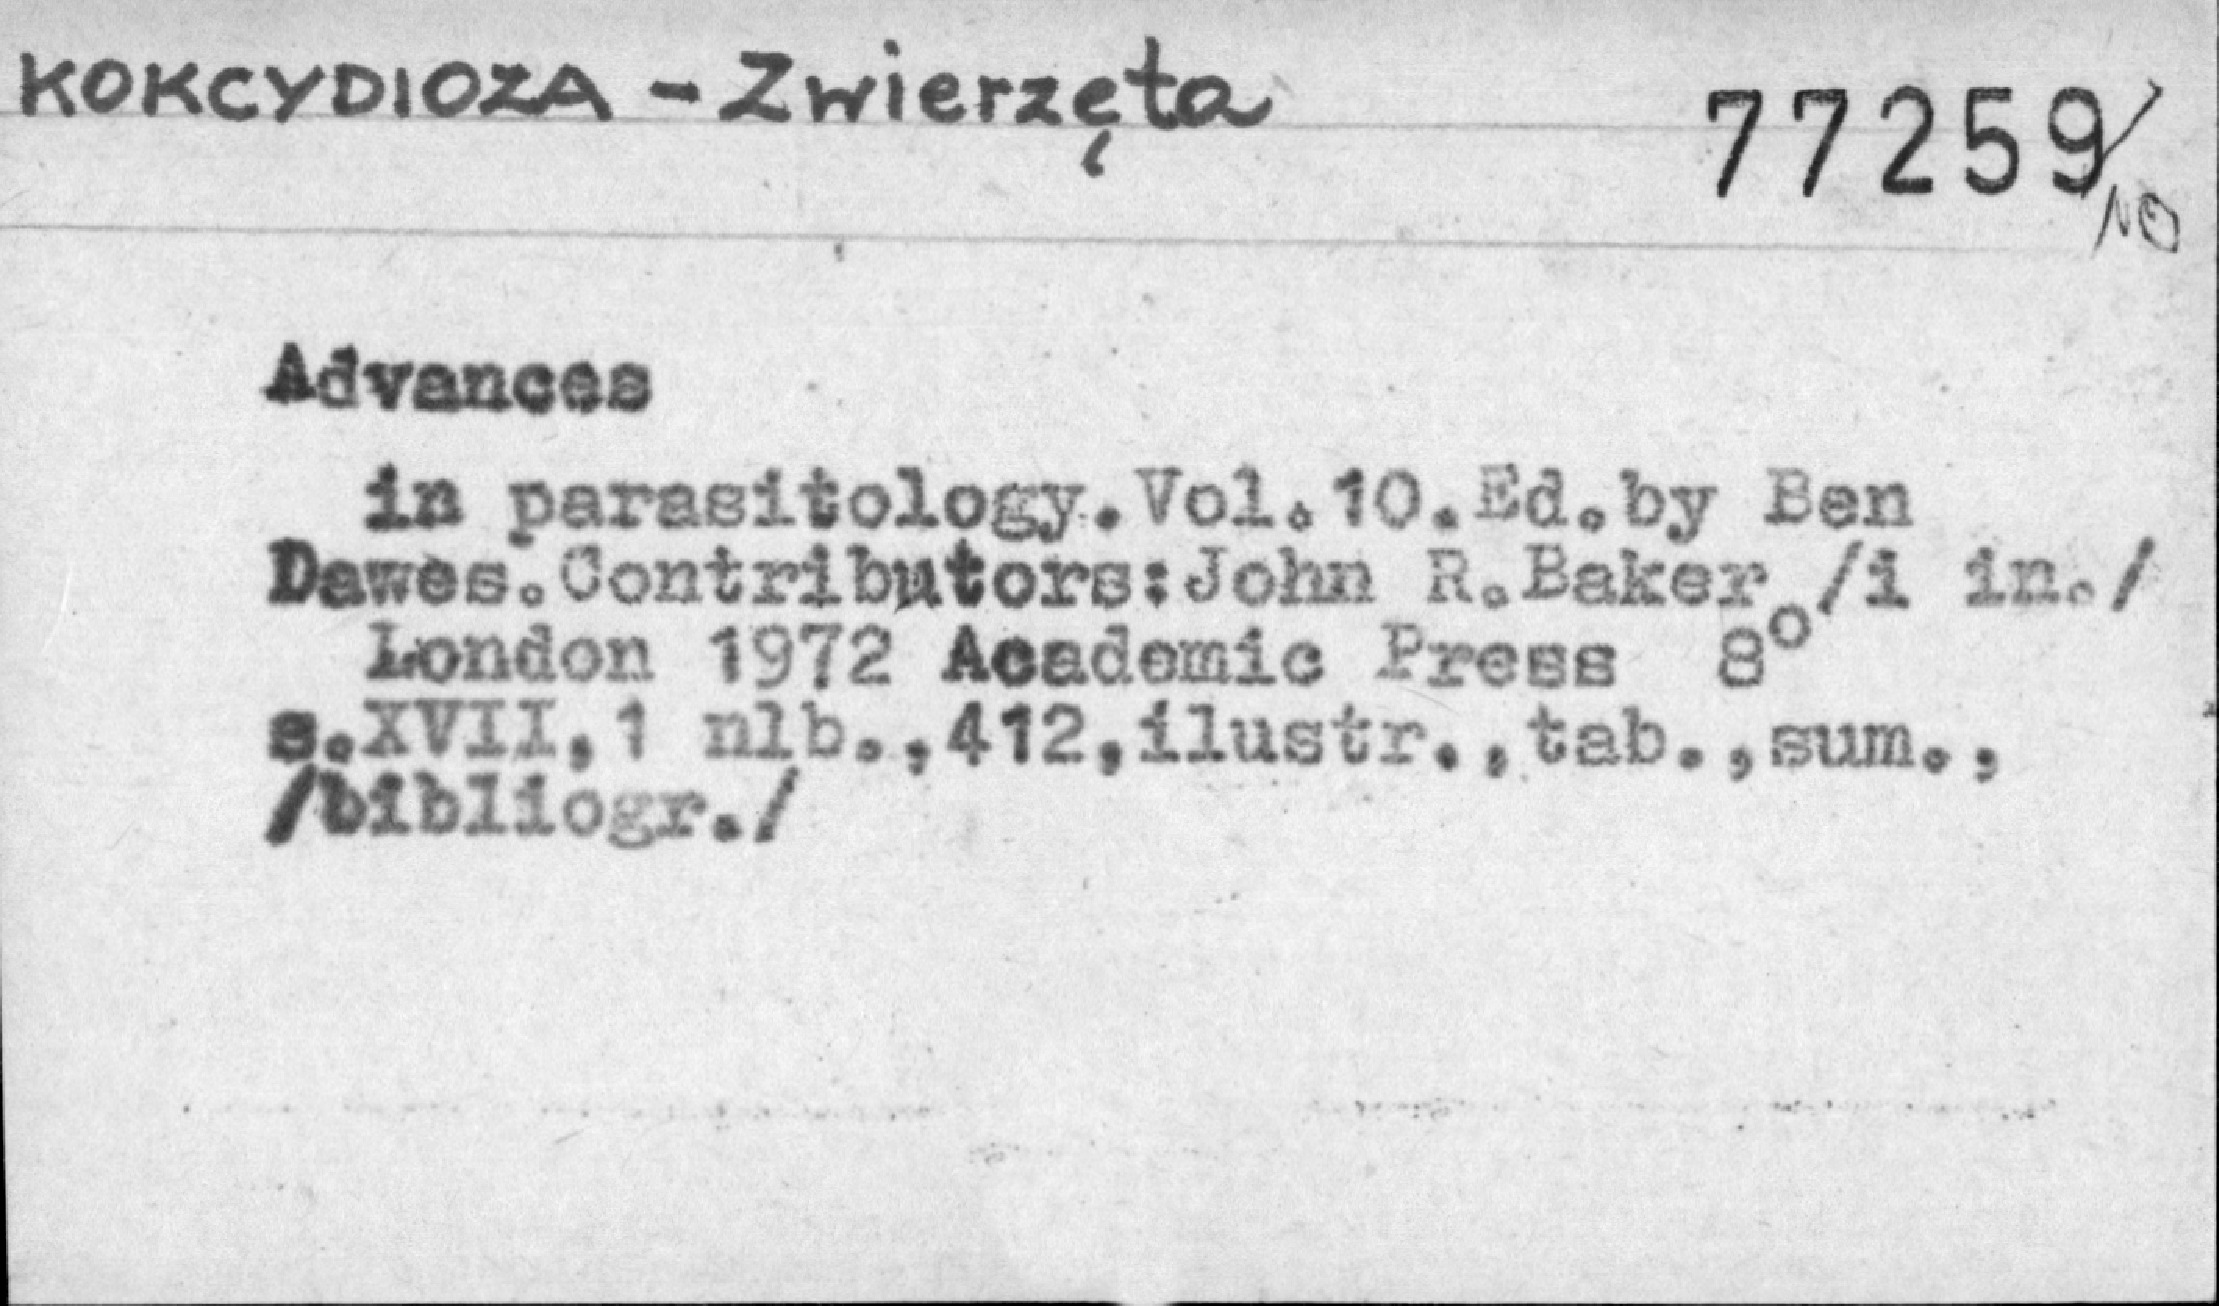 KOKCYDIOZA - Zwierzęta
77259/NO
Advances
in parasitology.Vol.10.Ed.by Ben
Dawes.Contributors:John R.Baker /i in./
London 1972 Academic Press 8°
s.XVII,1 nlb.,412,ilustr.,tab.,sum.,
/bibliogr./